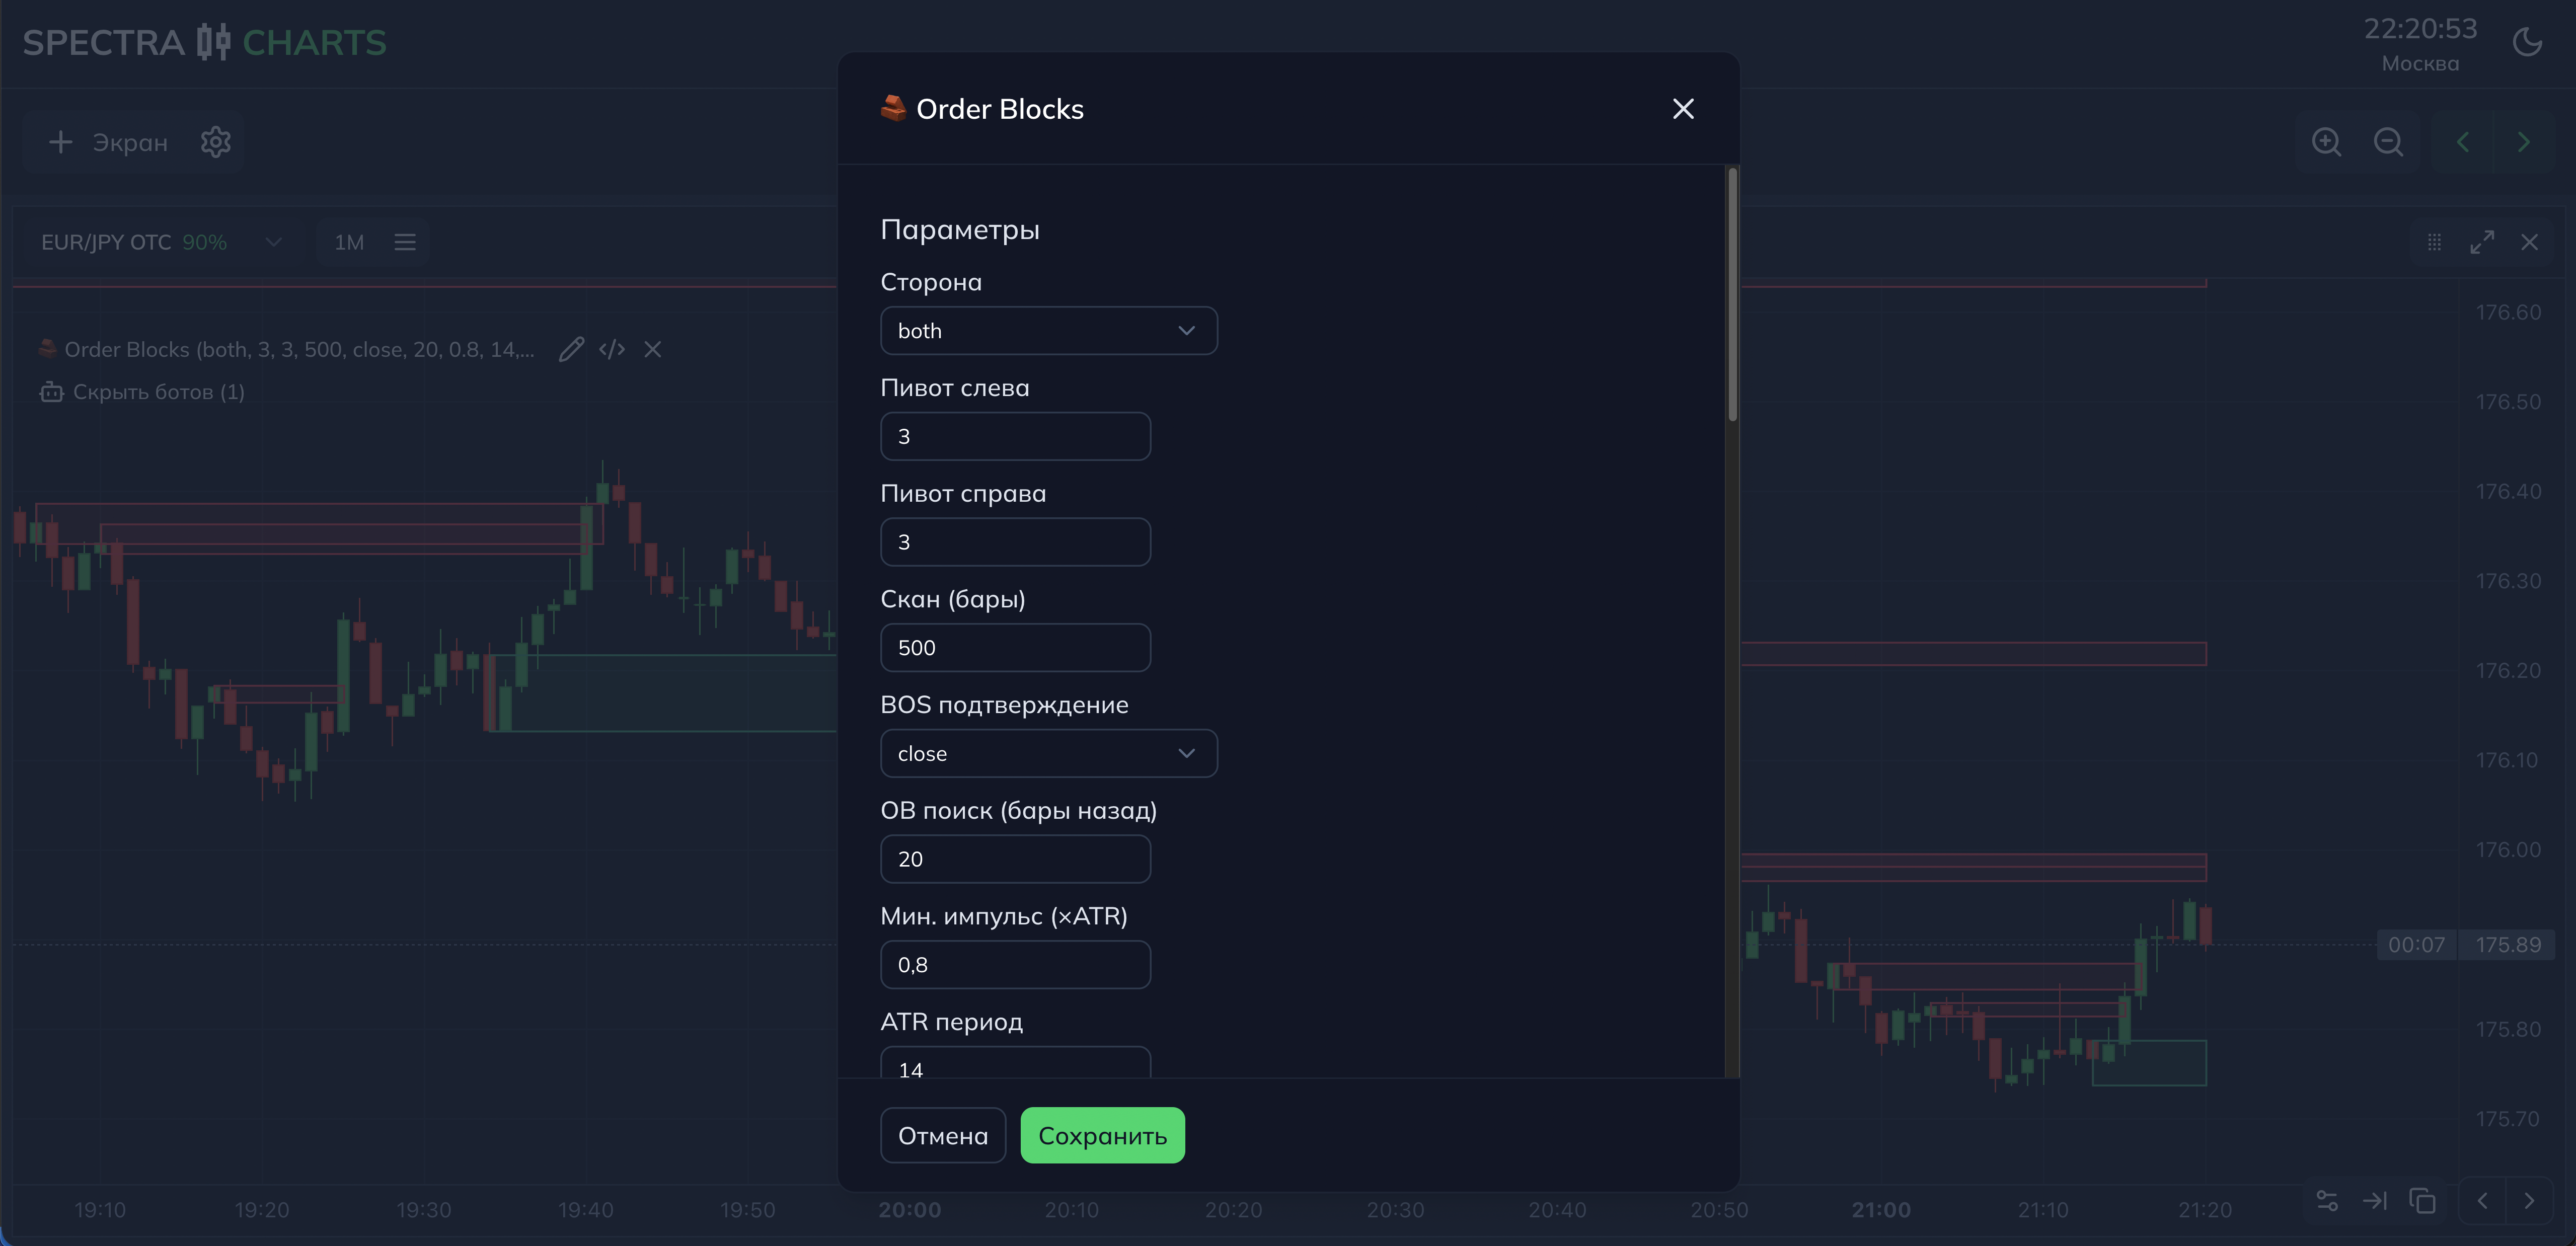 SPECTRA CHARTS
22:20:53
Москва
Экран
EUR/JPY OTC 90%
1M
Order Blocks (both, 3, 3, 500, close, 20, 0.8, 14,...
Скрыть ботов (1)
Order Blocks
Параметры
Сторона
both
Пивот слева
3
Пивот справа
3
Скан (бары)
500
BOS подтверждение
close
OB поиск (бары назад)
20
Мин. импульс (×ATR)
0,8
ATR период
14
Отмена
Сохранить
176.60
176.50
176.40
176.30
176.20
176.10
176.00
00:07 175.89
175.80
175.70
19:10 19:20 19:30 19:40 19:50 20:00 20:10 20:20 20:30 20:40 20:50 21:00 21:10 21:20